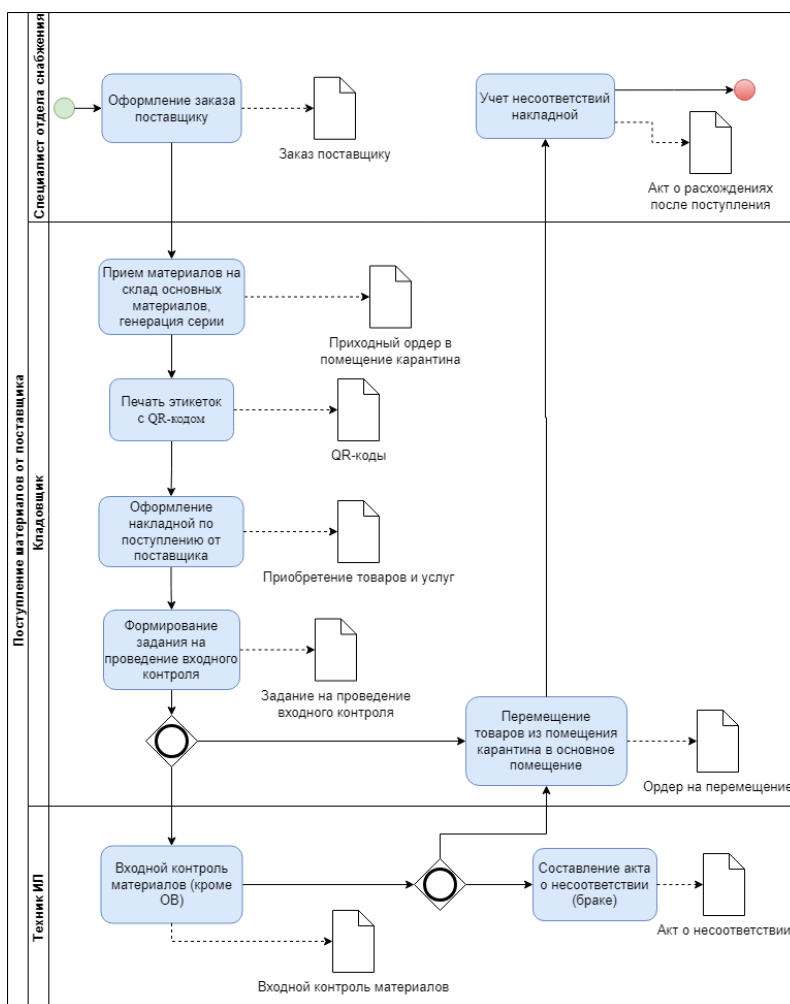 Поступление материалов от поставщика
Специалист отдела снабжения
Оформление заказа
поставщику
Заказ поставщику
Учет несоответствий
накладной
Акт о расхождениях
после поступления
Кладовщик
Прием материалов на
склад основных
материалов,
генерация серии
Приходный ордер в
помещение карантина
Печать этикеток
с QR-кодом
QR-коды
Оформление
накладной по
поступлению от
поставщика
Приобретение товаров и услуг
Формирование
задания на
проведение входного
контроля
Задание на проведение
входного контроля
Перемещение
товаров из помещения
карантина в основное
помещение
Ордер на перемещение
Техник ИЛ
Входной контроль
материалов (кроме
ОВ)
Входной контроль материалов
Составление акта
о несоответствии
(браке)
Акт о несоответствии